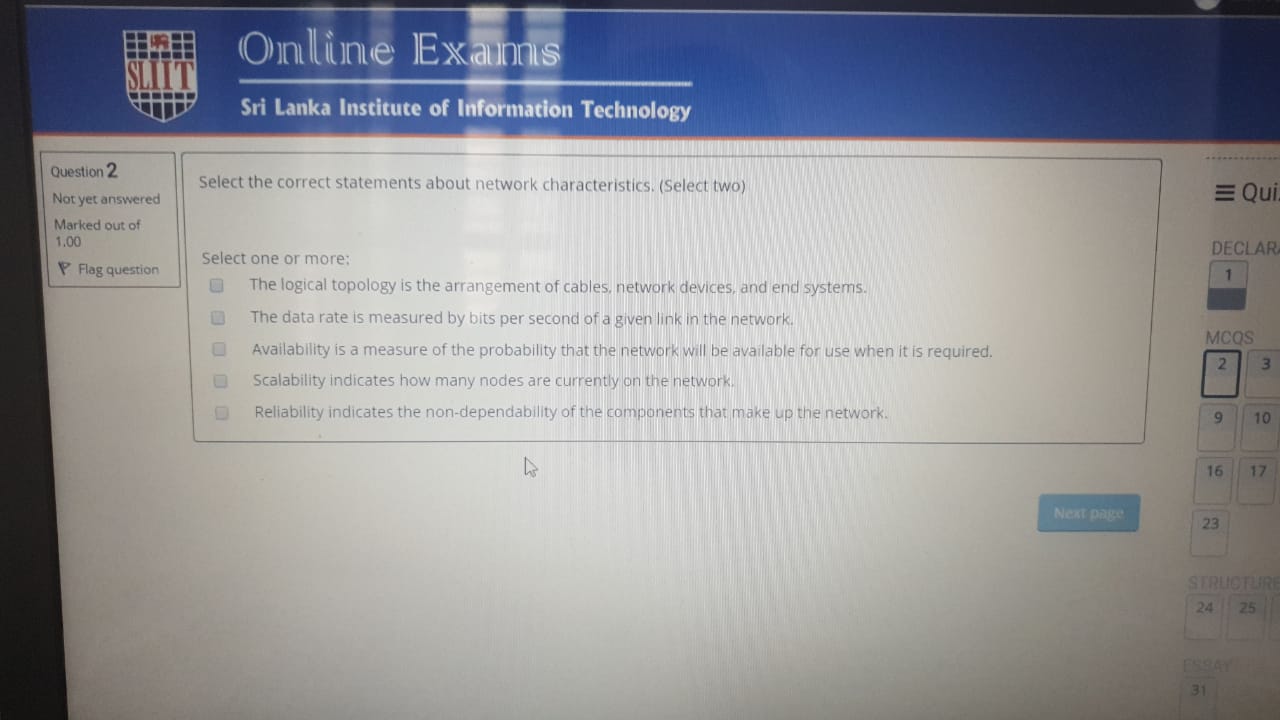 SLIIT
Online Exams
Sri Lanka Institute of Information Technology
Question 2
Not yet answered
Marked out of
1.00
Flag question
Select the correct statements about network characteristics. (Select two)
Select one or more:
The logical topology is the arrangement of cables, network devices, and end systems.
The data rate is measured by bits per second of a given link in the network.
Availability is a measure of the probability that the network will be available for use when it is required.
Scalability indicates how many nodes are currently on the network.
Reliability indicates the non-dependability of the components that make up the network.
Next page
Qui
DECLARA
1
MCQS
2 3
9 10
16 17
23
STRUCTURE
24 25
ESSAY
31